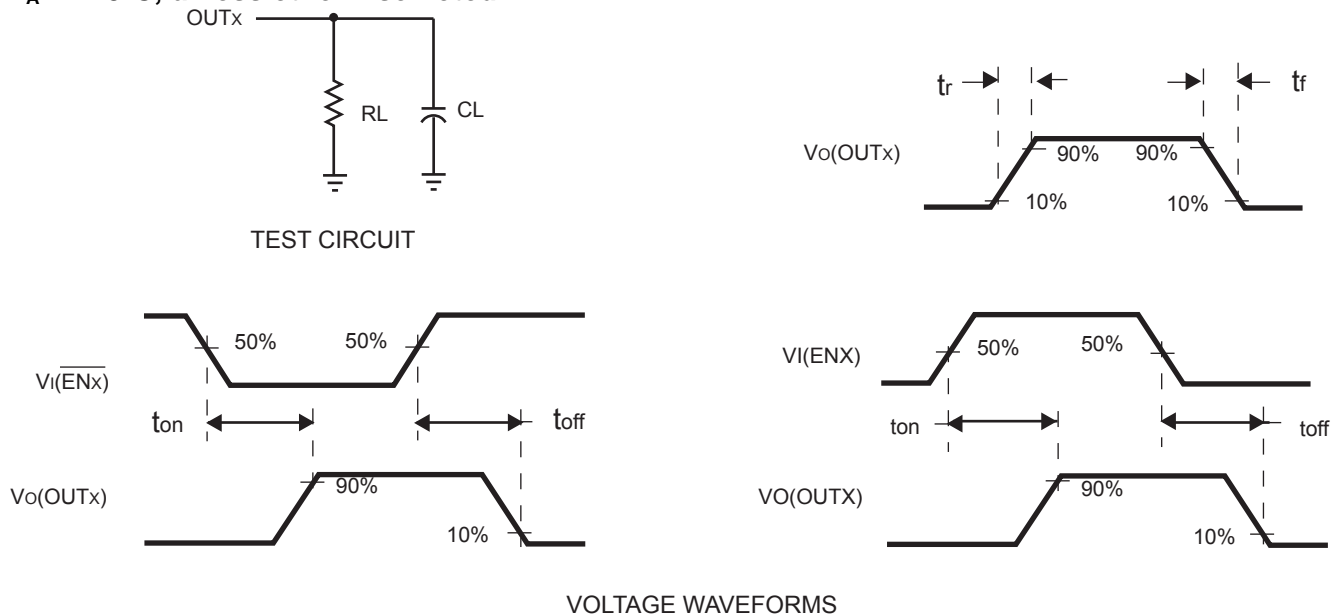 OUTx
RL
CL
TEST CIRCUIT
tr
tf
Vo(OUTx)
90%
90%
10%
10%
VI(ENx)
50%
50%
ton
toff
Vo(OUTx)
90%
10%
VI(ENX)
50%
50%
ton
toff
VO(OUTX)
90%
10%
VOLTAGE WAVEFORMS